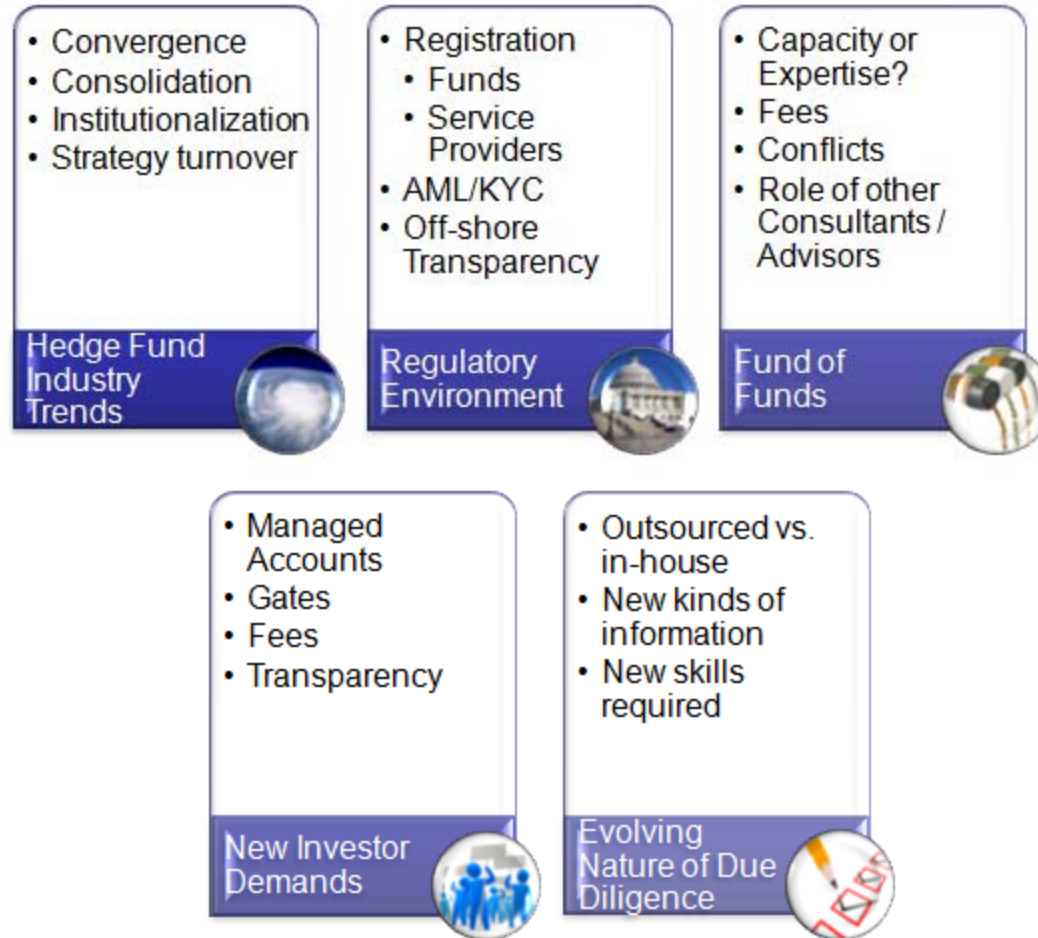 • Convergence
• Consolidation
• Institutionalization
• Strategy turnover
Hedge Fund
Industry
Trends
• Registration
• Funds
• Service
Providers
• AML/KYC
• Off-shore
Transparency
Regulatory
Environment
• Capacity or
Expertise?
• Fees
• Conflicts
• Role of other
Consultants /
Advisors
Fund of
Funds
• Managed
Accounts
• Gates
• Fees
• Transparency
New Investor
Demands
• Outsourced vs.
in-house
• New kinds of
information
• New skills
required
Evolving
Nature of Due
Diligence